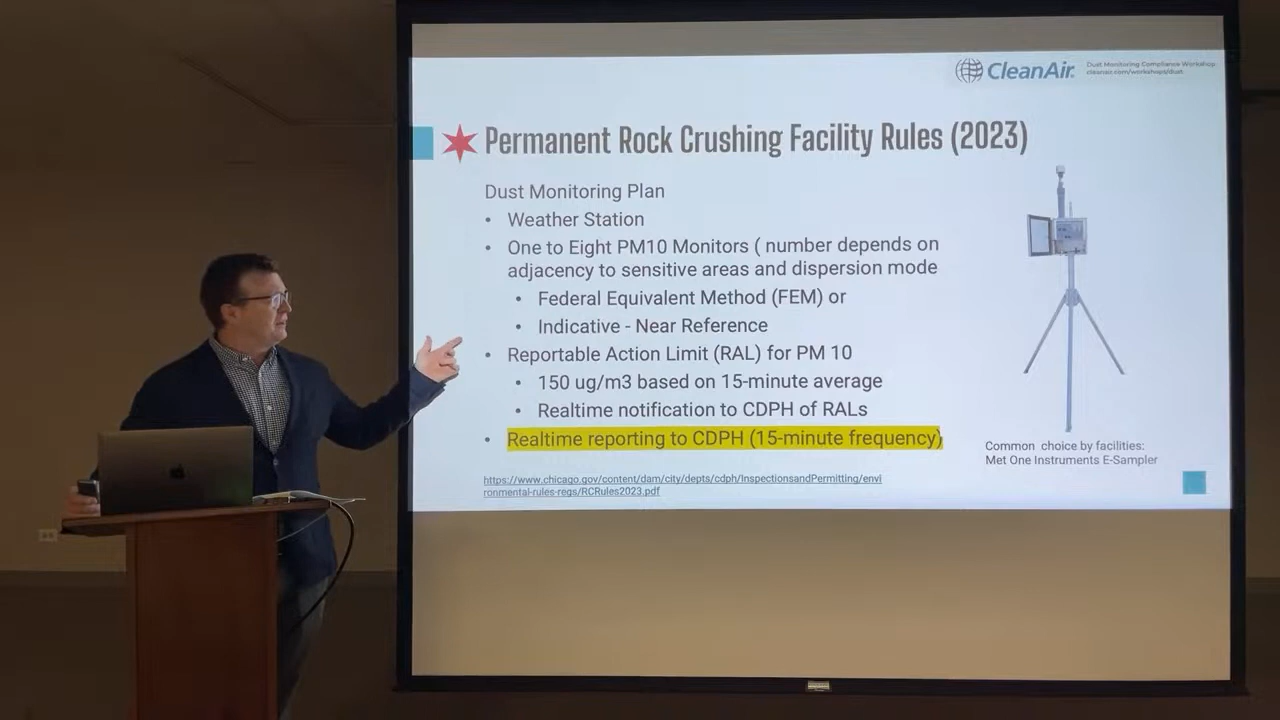 CleanAir.
Dust Monitoring Compliance Workshop
cleanair.com/workshops/dust
Permanent Rock Crushing Facility Rules (2023)
Dust Monitoring Plan
• Weather Station
• One to Eight PM10 Monitors ( number depends on
adjacency to sensitive areas and dispersion mode
• Federal Equivalent Method (FEM) or
• Indicative - Near Reference
• Reportable Action Limit (RAL) for PM 10
• 150 ug/m3 based on 15-minute average
• Realtime notification to CDPH of RALs
• Realtime reporting to CDPH (15-minute frequency)
Common choice by facilities:
Met One Instruments E-Sampler
https://www.chicago.gov/content/dam/city/depts/cdph/InspectionsandPermitting/envi
ronmental-rules-regs/RCRules2023.pdf